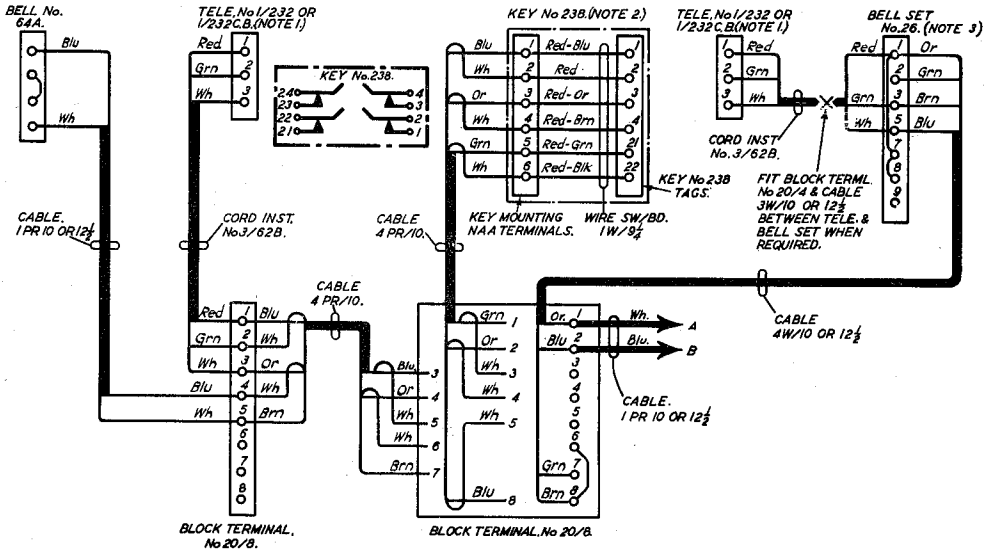 BELL No.
64A.
Blu
Wh
TELE, No 1/232 OR
1/232 C.B. (NOTE 1.)
Red 1
Grn 2
Wh 3
KEY No. 238.
24 4
23 3
22 2
21 1
KEY No 238. (NOTE 2.)
Blu 1 Red-Blu 1
Wh 2 Red 2
Or 3 Red-Or 3
Wh 4 Red-Brn 4
Grn 5 Red-Grn 21
Wh 6 Red-Blk 22
KEY No 238
TAGS.
KEY MOUNTING
NAA TERMINALS.
WIRE SW/BD.
1W/9¼
TELE, No 1/232 OR
1/232 C.B. (NOTE 1.)
1 Red
2 Grn
3 Wh
CORD INST
No. 3/62B.
BELL SET
No. 26. (NOTE 3)
Red 1 Or
2 Grn
Grn 3 Brn
Wh 5 Blu
7
8
9
FIT BLOCK TERML.
No 20/4 & CABLE
3W/10 OR 12½
BETWEEN TELE. &
BELL SET WHEN
REQUIRED.
CABLE.
1 PR 10 OR 12½
CORD INST.
No 3/62B.
CABLE
4 PR/10.
CABLE
4 PR/10.
CABLE
4W/10 OR 12½
Red 1 Blu
Grn 2 Wh
Wh 3 Or
Blu 4 Wh
Wh 5 Brn
6
7
8
BLOCK TERMINAL,
No 20/8.
Blu 3
Or 4
Wh 5
Wh 6
Brn 7
Grn 1
Or 2
Wh 3
Wh 4
Wh 5
Blu 8
Or. 1 Wh. A
Blu 2 Blu. B
3
4
5
6
Grn 7
Brn 8
CABLE.
1 PR 10 OR 12½
BLOCK TERMINAL, No 20/8.